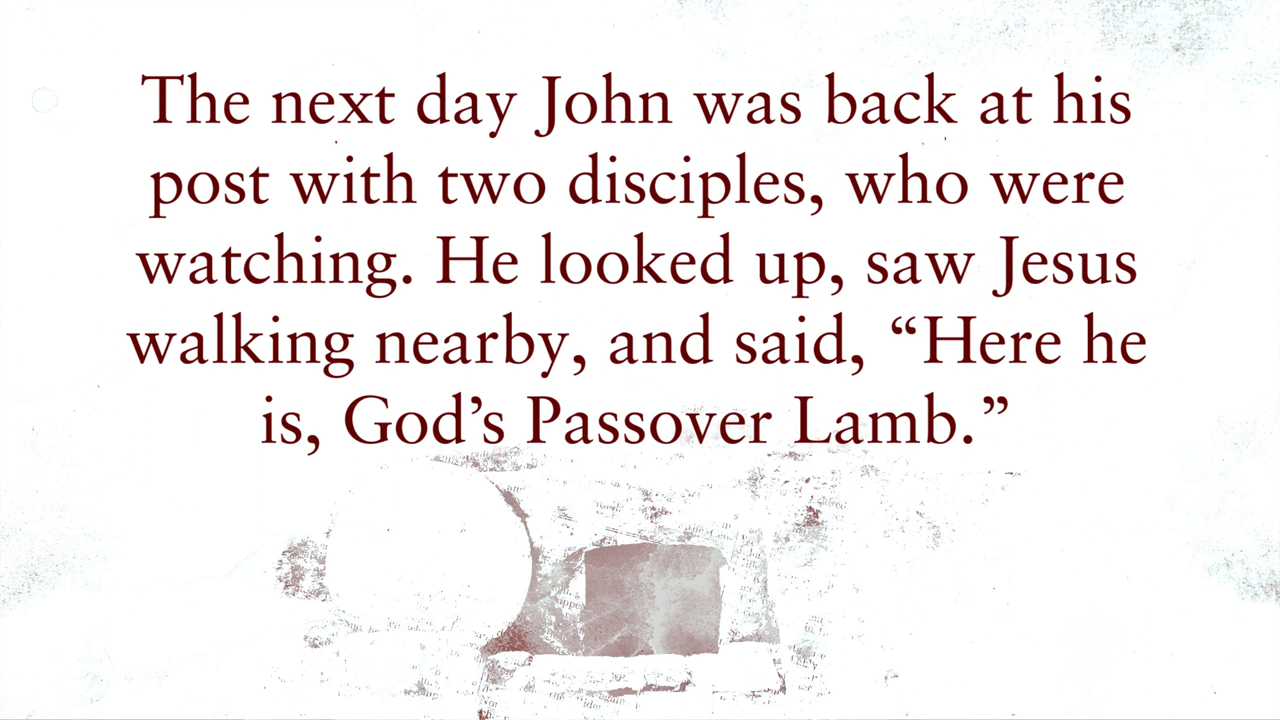 The next day John was back at his
post with two disciples, who were
watching. He looked up, saw Jesus
walking nearby, and said, “Here he
is, God’s Passover Lamb.”